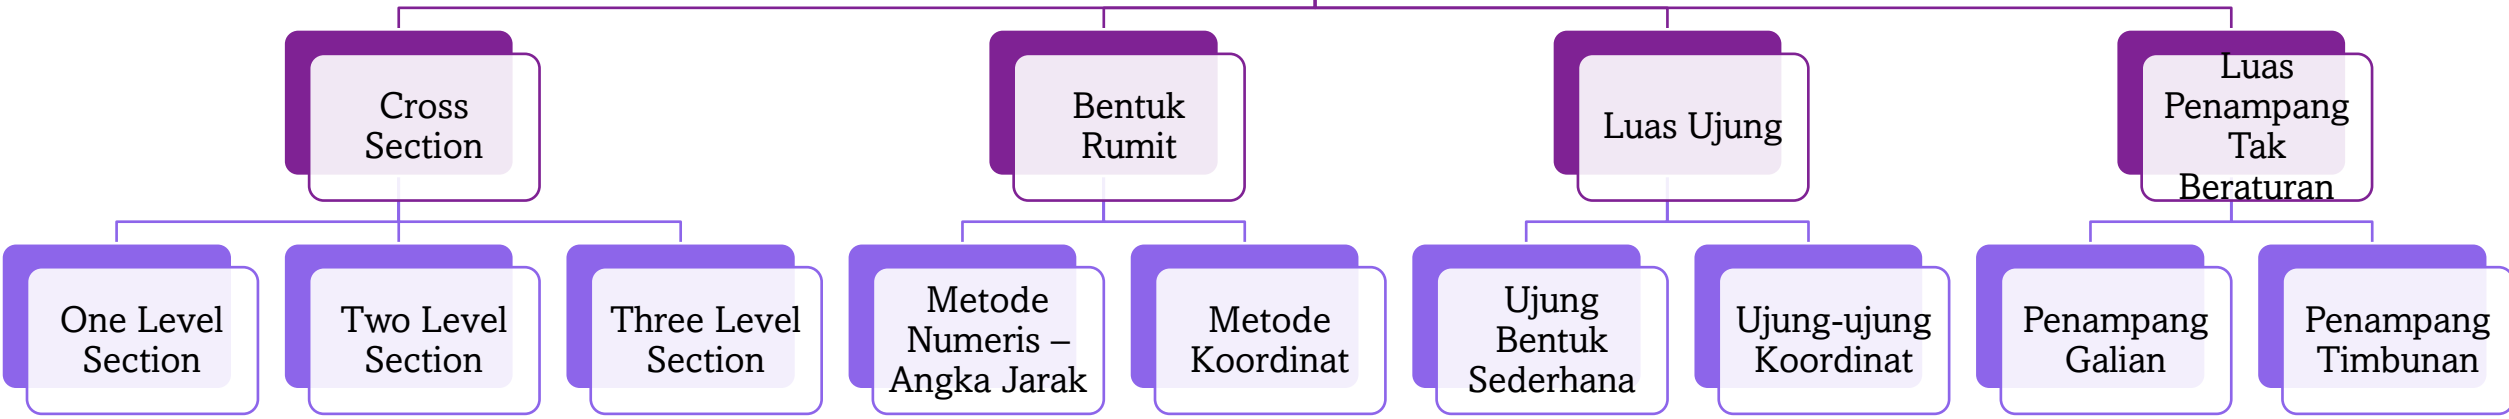 Cross
Section
Bentuk
Rumit
Luas Ujung
Luas
Penampang
Tak
Beraturan
One Level
Section
Two Level
Section
Three Level
Section
Metode
Numeris –
Angka Jarak
Metode
Koordinat
Ujung
Bentuk
Sederhana
Ujung-ujung
Koordinat
Penampang
Galian
Penampang
Timbunan